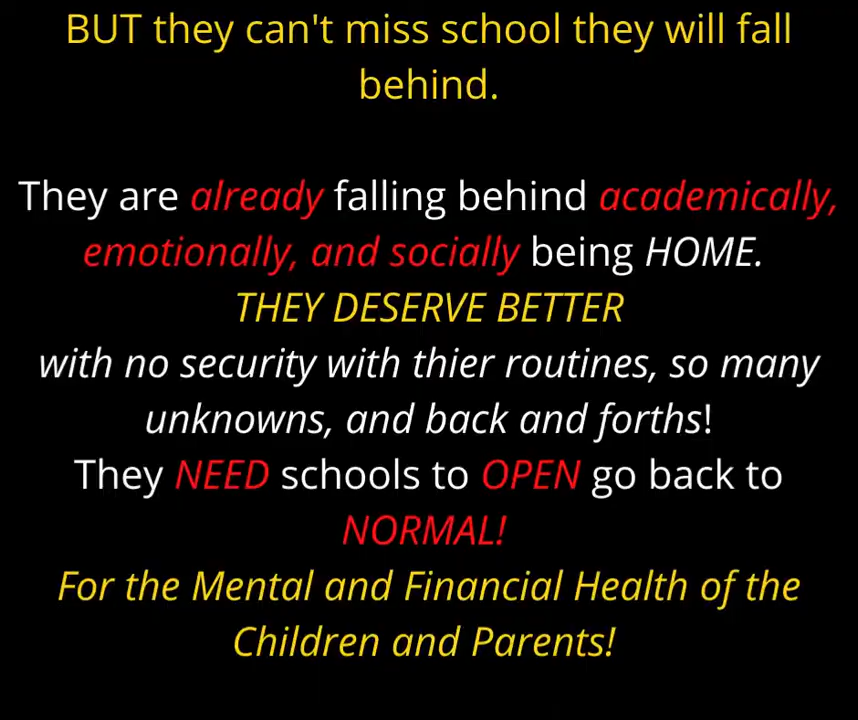 BUT they can't miss school they will fall
behind.
They are already falling behind academically,
emotionally, and socially being HOME.
THEY DESERVE BETTER
with no security with thier routines, so many
unknowns, and back and forths!
They NEED schools to OPEN go back to
NORMAL!
For the Mental and Financial Health of the
Children and Parents!